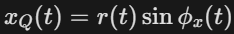 x_Q(t) = r(t) sin ϕ_x(t)